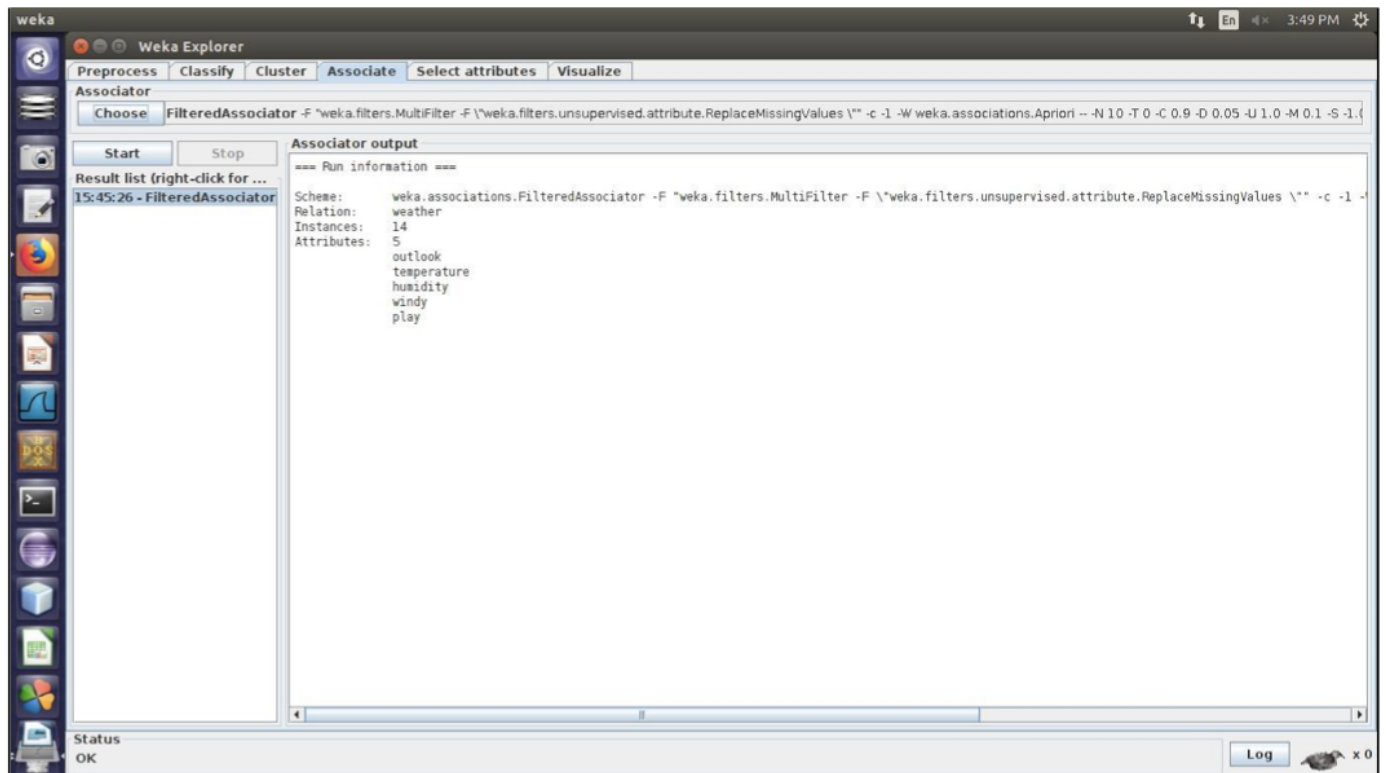 weka
En
3:49 PM
Weka Explorer
Preprocess Classify Cluster Associate Select attributes Visualize
Associator
Choose FilteredAssociator -F "weka.filters.MultiFilter -F \"weka.filters.unsupervised.attribute.ReplaceMissingValues \"" -c -1 -W weka.associations.Apriori -- -N 10 -T 0 -C 0.9 -D 0.05 -U 1.0 -M 0.1 -S -1.(
Start Stop
Result list (right-click for ...
15:45:26 - FilteredAssociator
Associator output
=== Run information ===
Scheme: weka.associations.FilteredAssociator -F "weka.filters.MultiFilter -F \"weka.filters.unsupervised.attribute.ReplaceMissingValues \"" -c -1 -
Relation: weather
Instances: 14
Attributes: 5
outlook
temperature
humidity
windy
play
Status
OK
Log
x 0